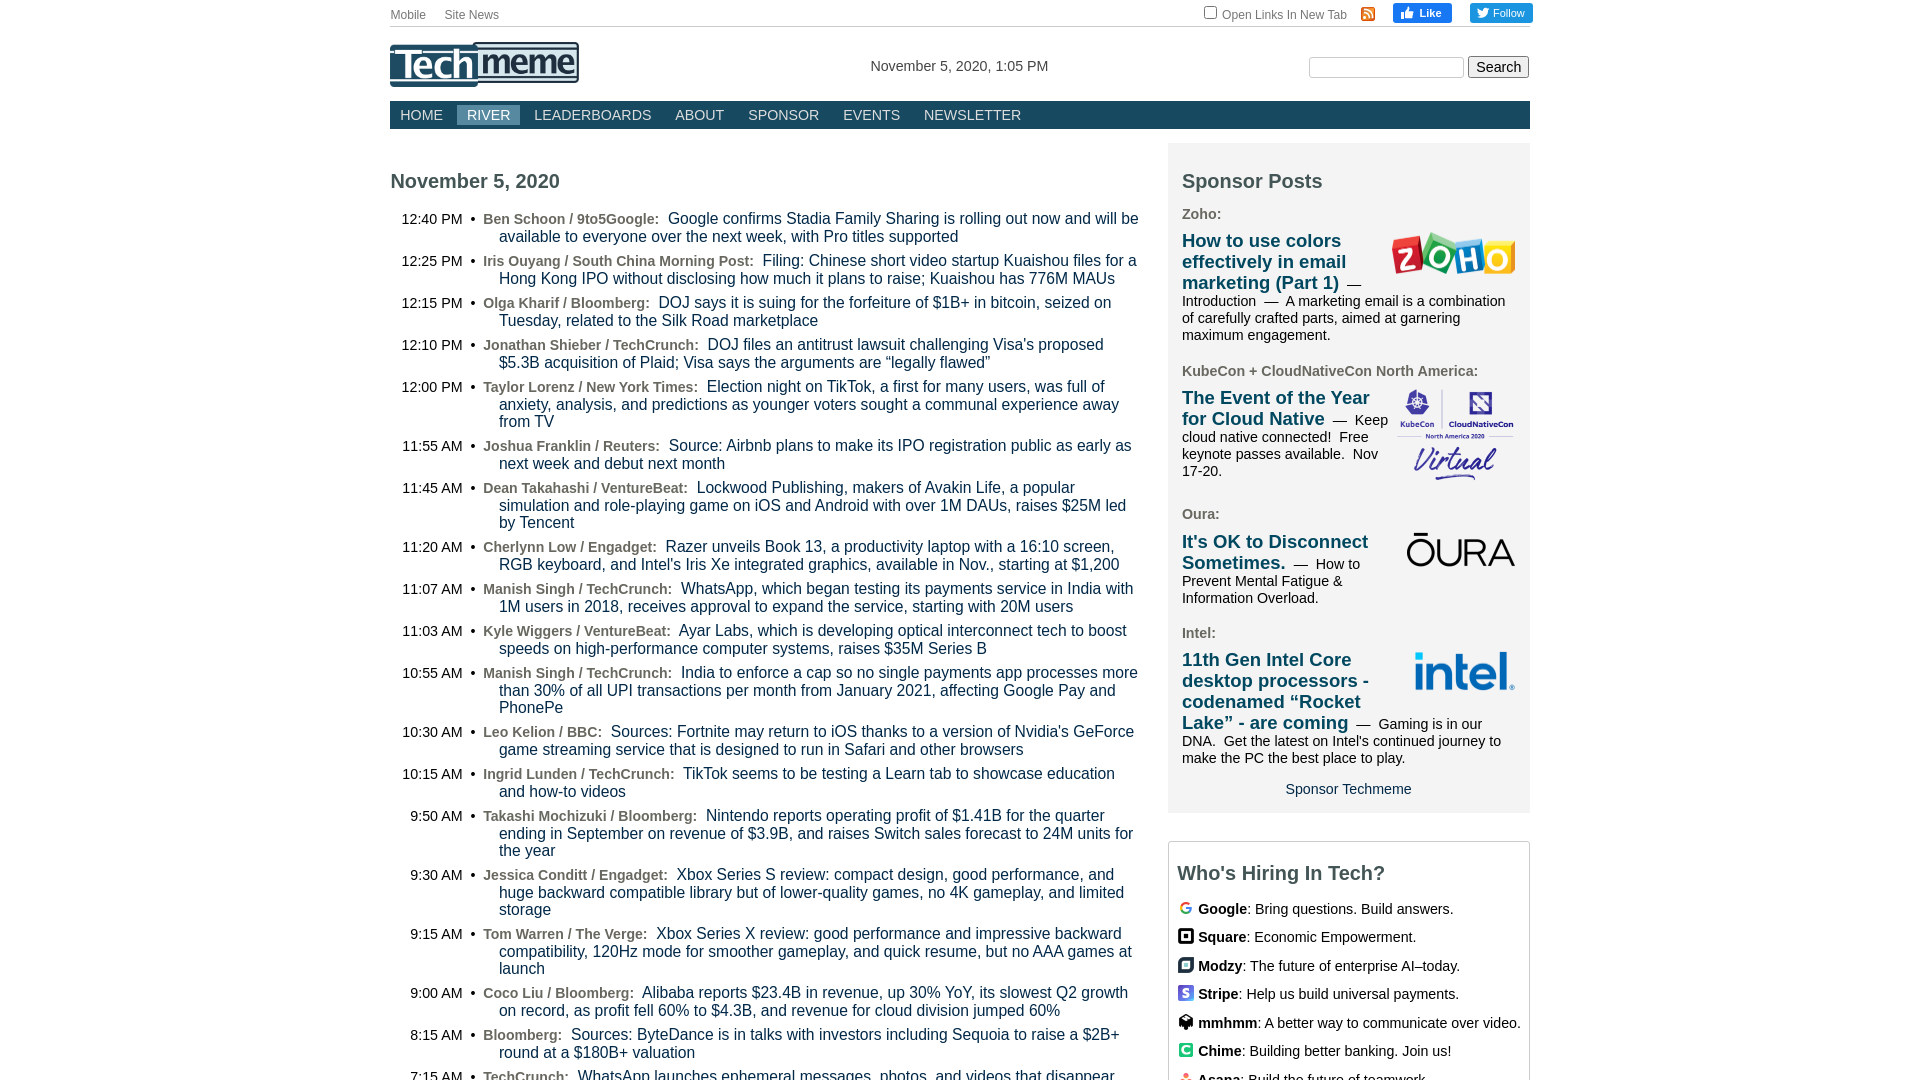 Mobile Site News
Open Links In New Tab Like Follow
Techmeme
November 5, 2020, 1:05 PM
Search
HOME RIVER LEADERBOARDS ABOUT SPONSOR EVENTS NEWSLETTER
November 5, 2020
12:40 PM • Ben Schoon / 9to5Google: Google confirms Stadia Family Sharing is rolling out now and will be
available to everyone over the next week, with Pro titles supported
12:25 PM • Iris Ouyang / South China Morning Post: Filing: Chinese short video startup Kuaishou files for a
Hong Kong IPO without disclosing how much it plans to raise; Kuaishou has 776M MAUs
12:15 PM • Olga Kharif / Bloomberg: DOJ says it is suing for the forfeiture of $1B+ in bitcoin, seized on
Tuesday, related to the Silk Road marketplace
12:10 PM • Jonathan Shieber / TechCrunch: DOJ files an antitrust lawsuit challenging Visa's proposed
$5.3B acquisition of Plaid; Visa says the arguments are “legally flawed”
12:00 PM • Taylor Lorenz / New York Times: Election night on TikTok, a first for many users, was full of
anxiety, analysis, and predictions as younger voters sought a communal experience away
from TV
11:55 AM • Joshua Franklin / Reuters: Source: Airbnb plans to make its IPO registration public as early as
next week and debut next month
11:45 AM • Dean Takahashi / VentureBeat: Lockwood Publishing, makers of Avakin Life, a popular
simulation and role-playing game on iOS and Android with over 1M DAUs, raises $25M led
by Tencent
11:20 AM • Cherlynn Low / Engadget: Razer unveils Book 13, a productivity laptop with a 16:10 screen,
RGB keyboard, and Intel's Iris Xe integrated graphics, available in Nov., starting at $1,200
11:07 AM • Manish Singh / TechCrunch: WhatsApp, which began testing its payments service in India with
1M users in 2018, receives approval to expand the service, starting with 20M users
11:03 AM • Kyle Wiggers / VentureBeat: Ayar Labs, which is developing optical interconnect tech to boost
speeds on high-performance computer systems, raises $35M Series B
10:55 AM • Manish Singh / TechCrunch: India to enforce a cap so no single payments app processes more
than 30% of all UPI transactions per month from January 2021, affecting Google Pay and
PhonePe
10:30 AM • Leo Kelion / BBC: Sources: Fortnite may return to iOS thanks to a version of Nvidia's GeForce
game streaming service that is designed to run in Safari and other browsers
10:15 AM • Ingrid Lunden / TechCrunch: TikTok seems to be testing a Learn tab to showcase education
and how-to videos
9:50 AM • Takashi Mochizuki / Bloomberg: Nintendo reports operating profit of $1.41B for the quarter
ending in September on revenue of $3.9B, and raises Switch sales forecast to 24M units for
the year
9:30 AM • Jessica Conditt / Engadget: Xbox Series S review: compact design, good performance, and
huge backward compatible library but of lower-quality games, no 4K gameplay, and limited
storage
9:15 AM • Tom Warren / The Verge: Xbox Series X review: good performance and impressive backward
compatibility, 120Hz mode for smoother gameplay, and quick resume, but no AAA games at
launch
9:00 AM • Coco Liu / Bloomberg: Alibaba reports $23.4B in revenue, up 30% YoY, its slowest Q2 growth
on record, as profit fell 60% to $4.3B, and revenue for cloud division jumped 60%
8:15 AM • Bloomberg: Sources: ByteDance is in talks with investors including Sequoia to raise a $2B+
round at a $180B+ valuation
7:15 AM • TechCrunch: WhatsApp launches ephemeral messages, photos, and videos that disappear
Sponsor Posts
Zoho:
How to use colors
effectively in email
marketing (Part 1) —
Introduction — A marketing email is a combination
of carefully crafted parts, aimed at garnering
maximum engagement.
ZOHO
KubeCon + CloudNativeCon North America:
The Event of the Year
for Cloud Native — Keep
cloud native connected! Free
keynote passes available. Nov
17-20.
KubeCon CloudNativeCon
North America 2020
Virtual
Oura:
It's OK to Disconnect
Sometimes. — How to
Prevent Mental Fatigue &
Information Overload.
ŌURA
Intel:
11th Gen Intel Core
desktop processors -
codenamed “Rocket
Lake” - are coming — Gaming is in our
DNA. Get the latest on Intel's continued journey to
make the PC the best place to play.
intel.
Sponsor Techmeme
Who's Hiring In Tech?
Google: Bring questions. Build answers.
Square: Economic Empowerment.
Modzy: The future of enterprise AI–today.
Stripe: Help us build universal payments.
mmhmm: A better way to communicate over video.
Chime: Building better banking. Join us!
Asana: Build the future of teamwork